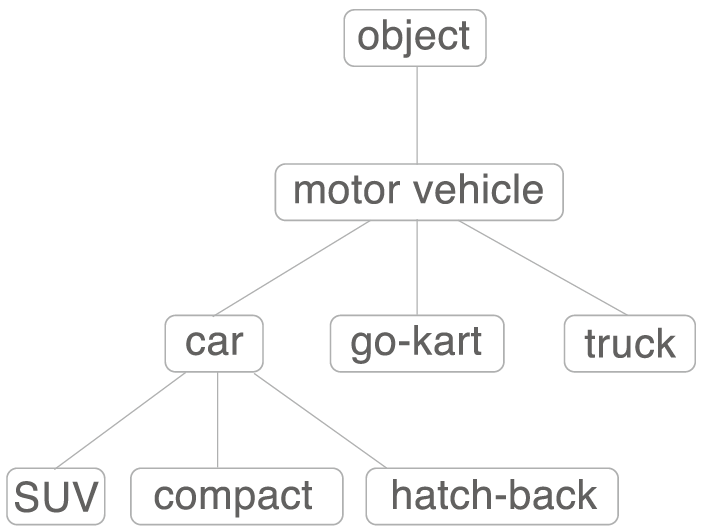 object
motor vehicle
car
go-kart
truck
SUV
compact
hatch-back